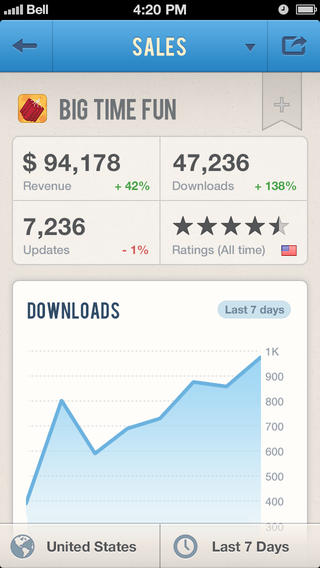 Bell 4:20 PM
SALES
BIG TIME FUN
$ 94,178 47,236
Revenue + 42% Downloads + 138%
7,236
Updates - 1% Ratings (All time)
DOWNLOADS Last 7 days
1K
900
800
700
600
500
400
300
United States Last 7 Days